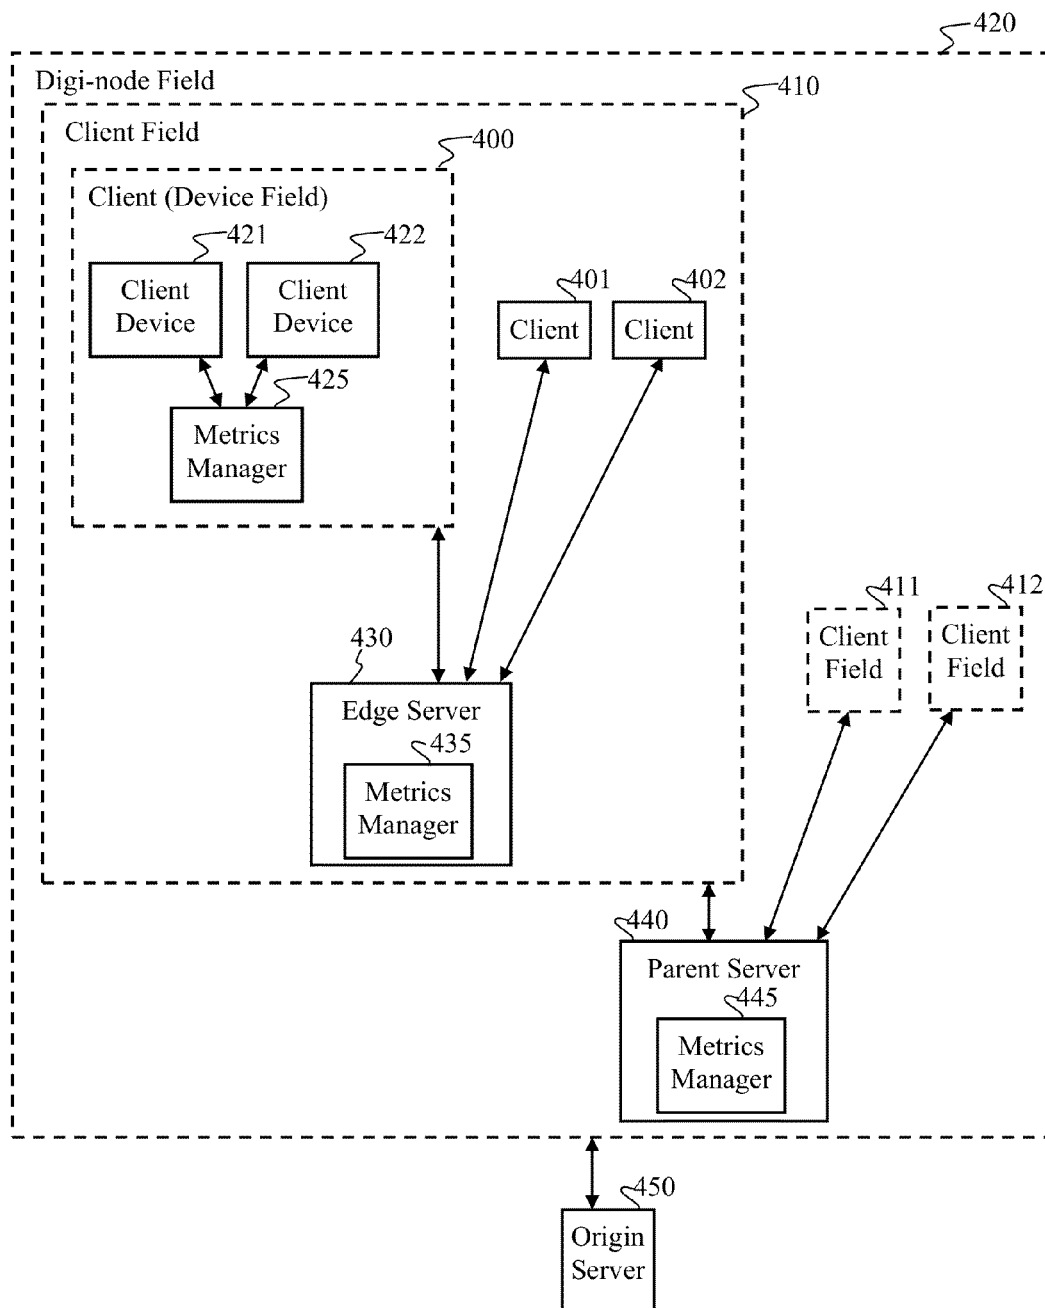 420
Digi-node Field
410
Client Field
400
Client (Device Field)
421
422
Client
Device
Client
Device
401
402
Client
Client
425
Metrics
Manager
411
412
Client
Field
Client
Field
430
Edge Server
435
Metrics
Manager
440
Parent Server
445
Metrics
Manager
450
Origin
Server